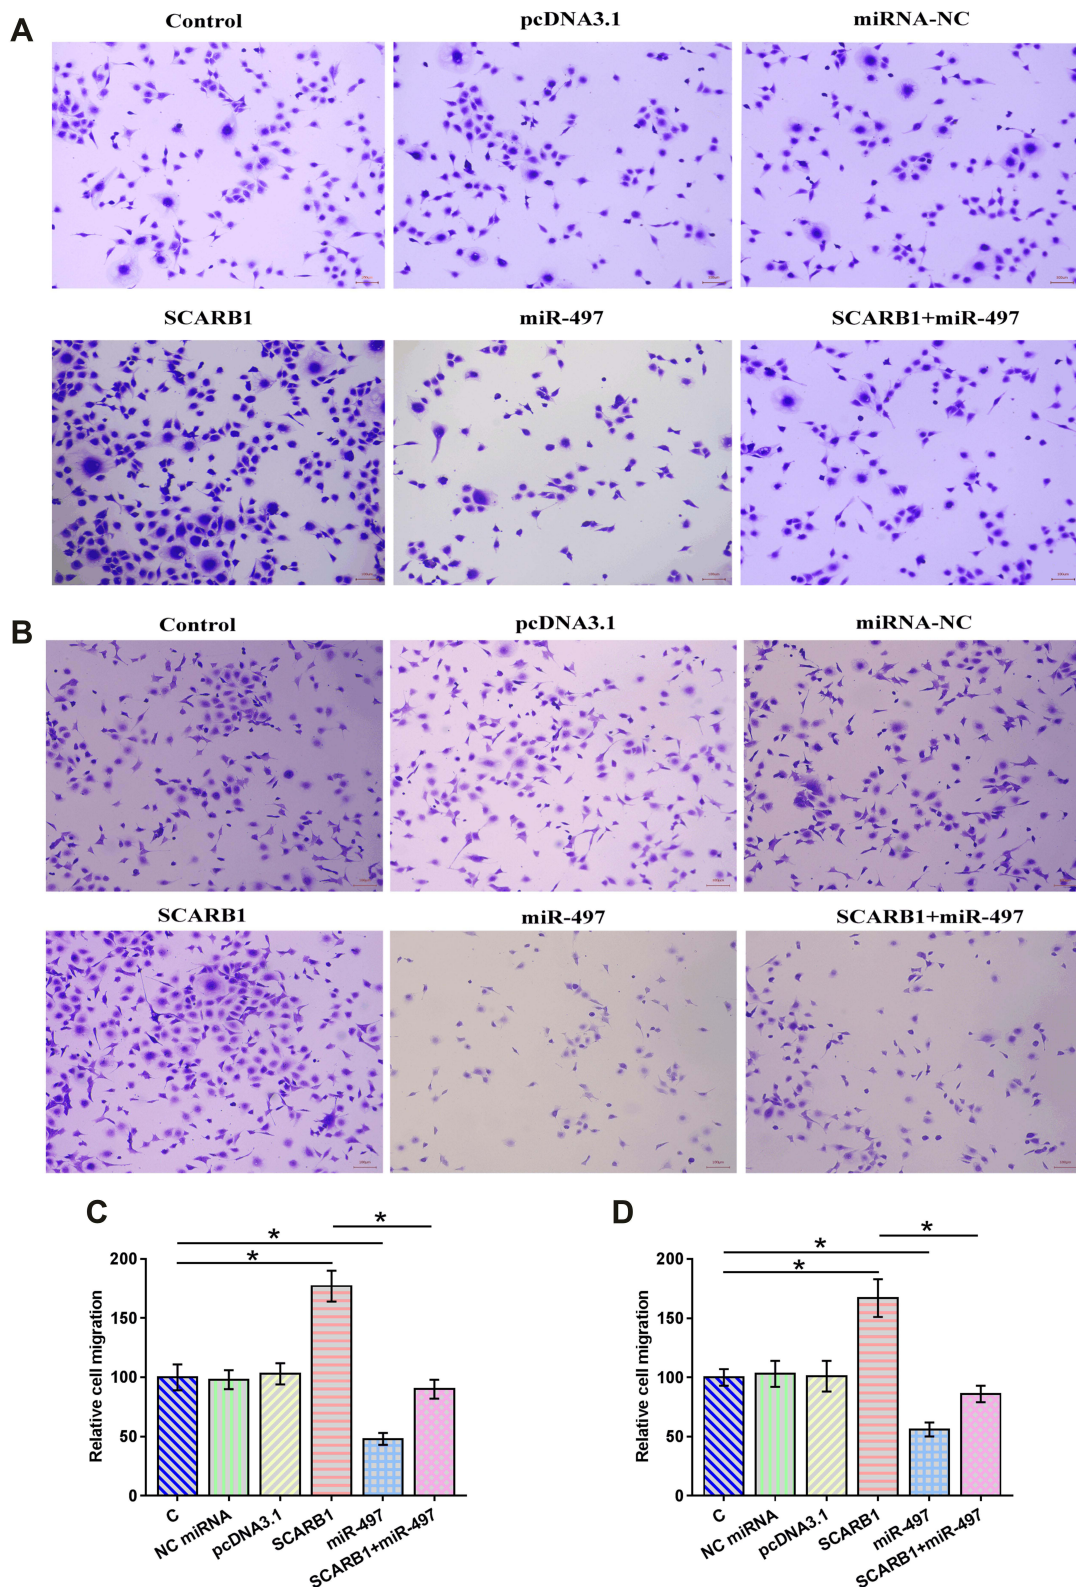 A
Control
pcDNA3.1
miRNA-NC
SCARB1
miR-497
SCARB1+miR-497
B
Control
pcDNA3.1
miRNA-NC
SCARB1
miR-497
SCARB1+miR-497
C
*
*
*
200
150
100
50
0
Relative cell migration
C
NC miRNA
pcDNA3.1
SCARB1
miR-497
SCARB1+miR-497
D
*
*
*
200
150
100
50
0
Relative cell migration
C
NC miRNA
pcDNA3.1
SCARB1
miR-497
SCARB1+miR-497